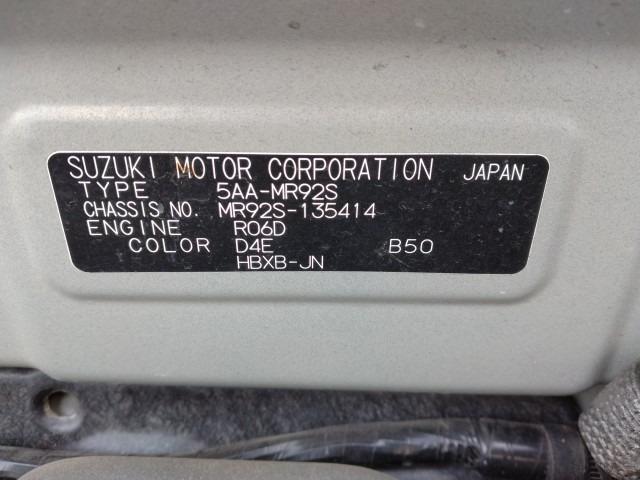 SUZUKI MOTOR CORPORATION JAPAN
TYPE 5AA-MR92S
CHASSIS NO. MR92S-135414
ENGINE R06D
COLOR D4E B50
HBXB-JN